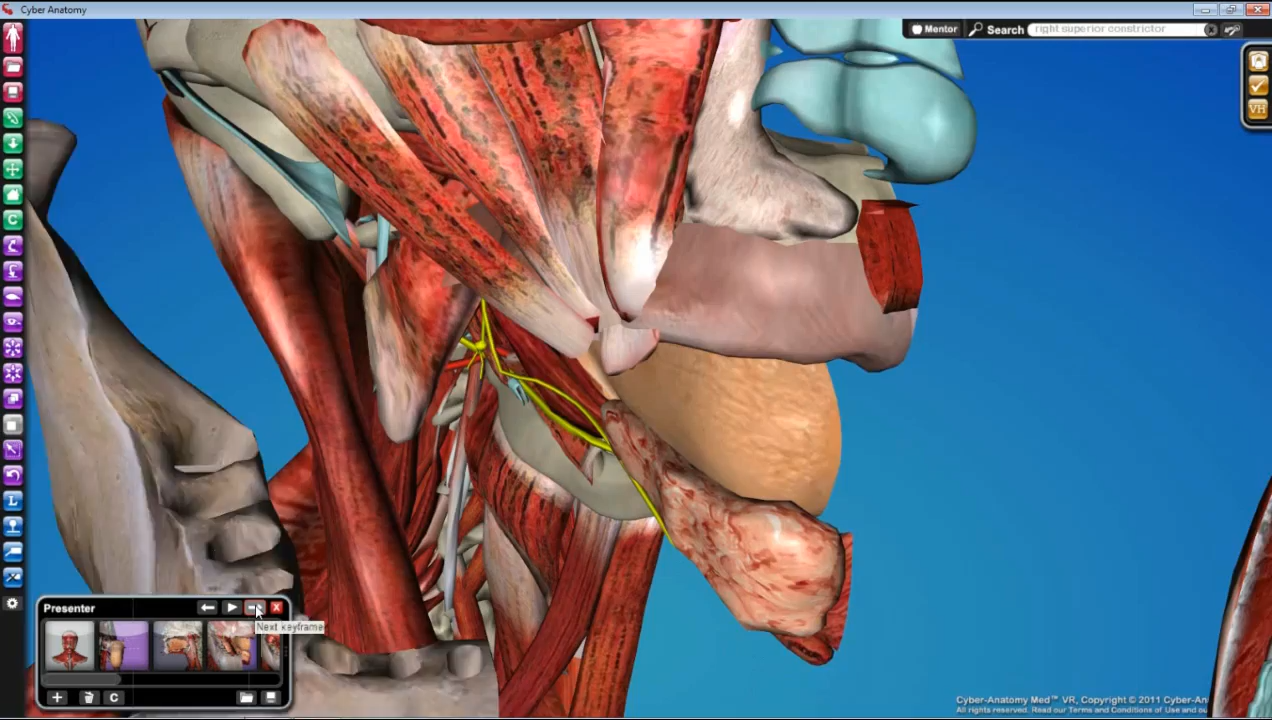 Cyber Anatomy
Mentor
Search
right superior constrictor
VH
C
L
Presenter
Next keyframe
C
Cyber-Anatomy Med™ VR, Copyright © 2011 Cyber-An
All rights reserved. Read our Terms and Conditions of Use and ou